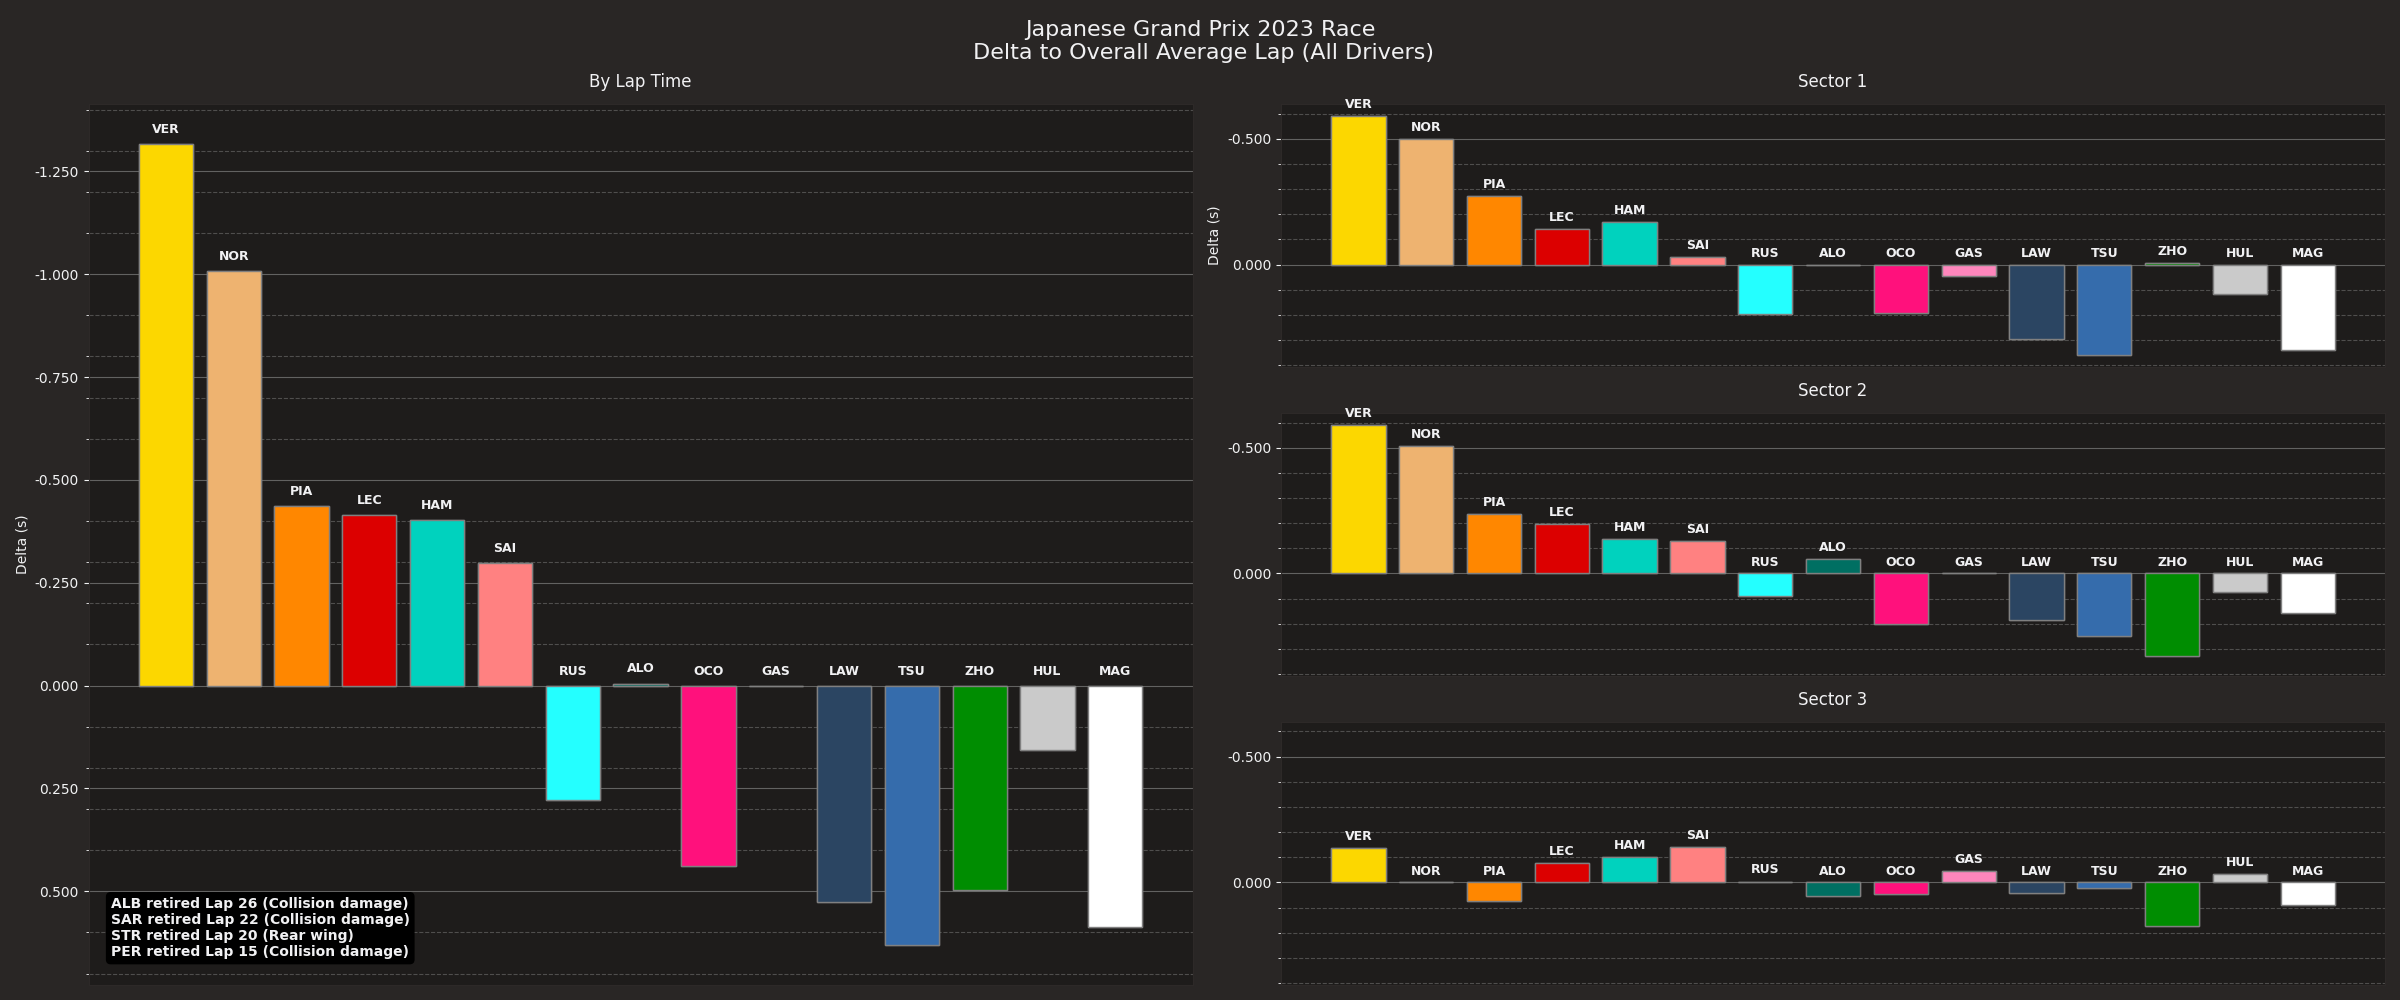 Japanese Grand Prix 2023 Race
Delta to Overall Average Lap (All Drivers)
By Lap Time
Delta (s)
-1.250
-1.000
-0.750
-0.500
-0.250
0.000
0.250
0.500
VER
NOR
PIA
LEC
HAM
SAI
RUS
ALO
OCO
GAS
LAW
TSU
ZHO
HUL
MAG
ALB retired Lap 26 (Collision damage)
SAR retired Lap 22 (Collision damage)
STR retired Lap 20 (Rear wing)
PER retired Lap 15 (Collision damage)
Sector 1
Delta (s)
-0.500
0.000
VER
NOR
PIA
LEC
HAM
SAI
RUS
ALO
OCO
GAS
LAW
TSU
ZHO
HUL
MAG
Sector 2
-0.500
0.000
VER
NOR
PIA
LEC
HAM
SAI
RUS
ALO
OCO
GAS
LAW
TSU
ZHO
HUL
MAG
Sector 3
-0.500
0.000
VER
NOR
PIA
LEC
HAM
SAI
RUS
ALO
OCO
GAS
LAW
TSU
ZHO
HUL
MAG